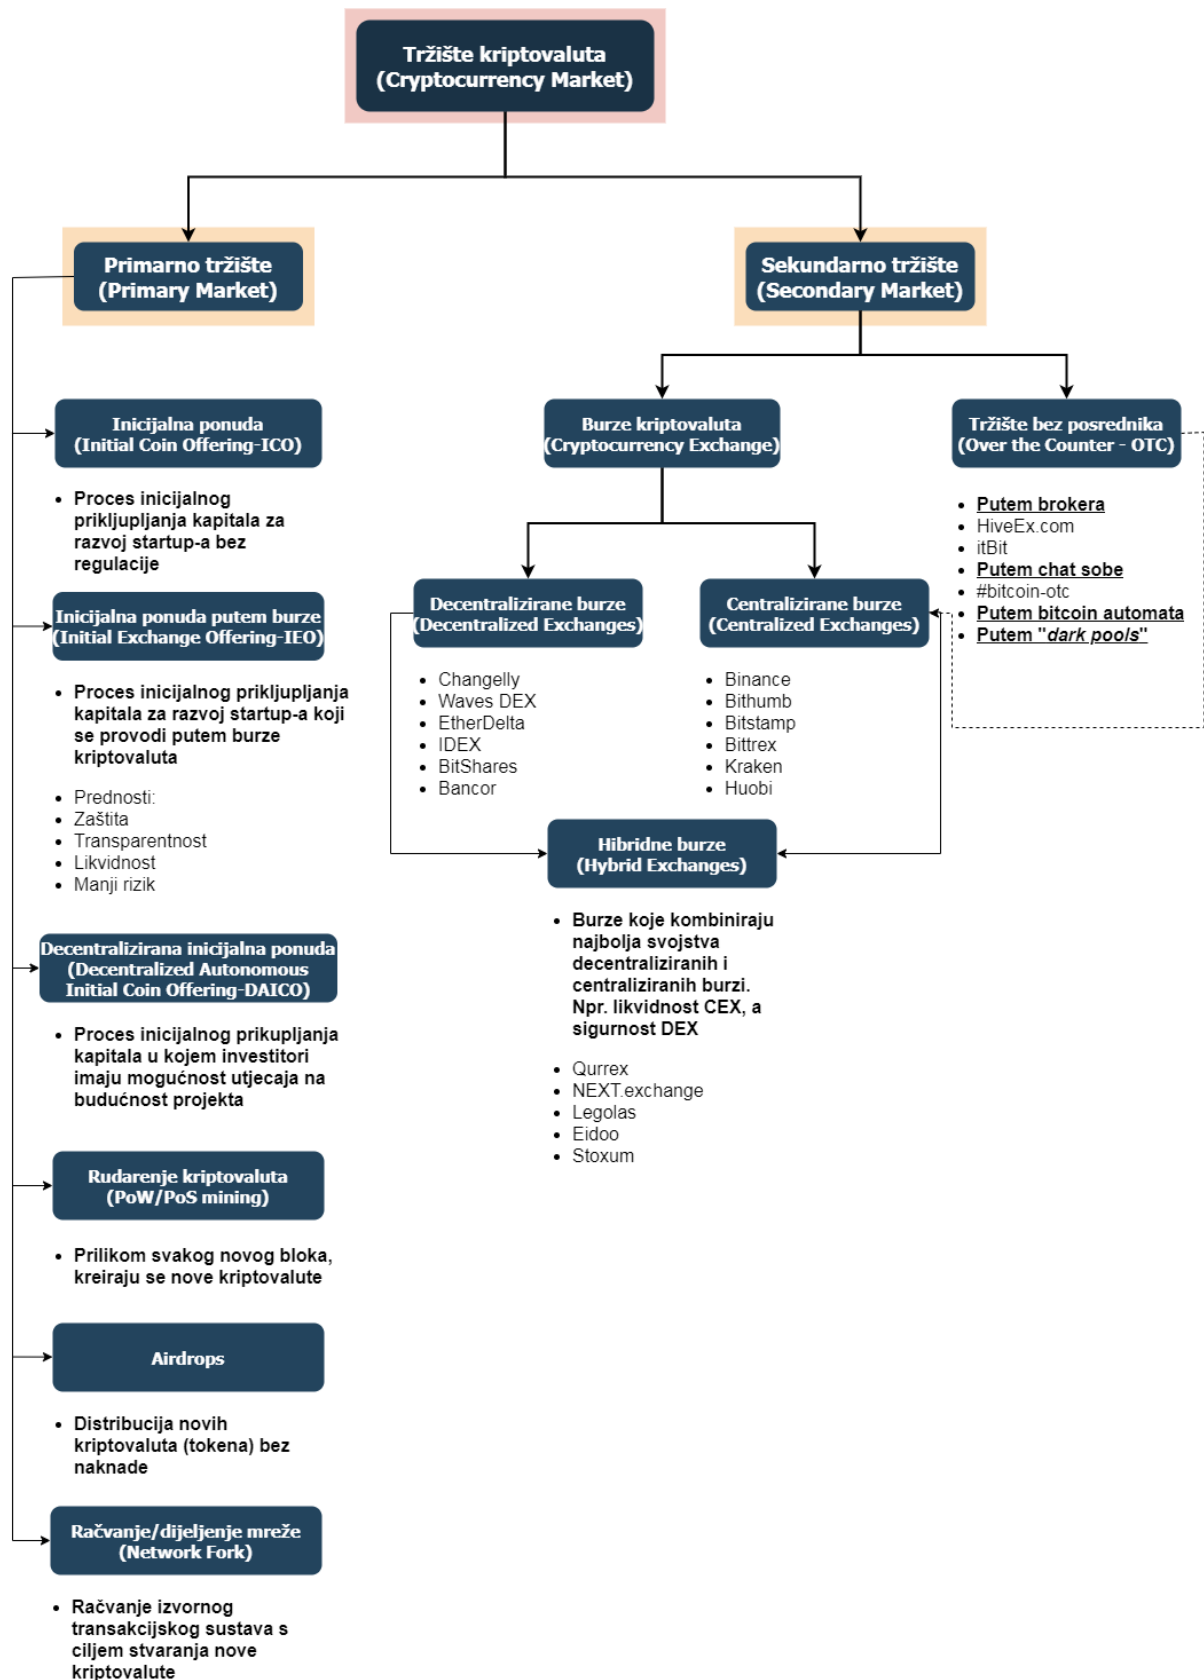 Tržište kriptovaluta
(Cryptocurrency Market)
Primarno tržište
(Primary Market)
Sekundarno tržište
(Secondary Market)
Inicijalna ponuda
(Initial Coin Offering-ICO)
• Proces inicijalnog
prikljupljanja kapitala za
razvoj startup-a bez
regulacije
Inicijalna ponuda putem burze
(Initial Exchange Offering-IEO)
• Proces inicijalnog prikljupljanja
kapitala za razvoj startup-a koji
se provodi putem burze
kriptovaluta
• Prednosti:
• Zaštita
• Transparentnost
• Likvidnost
• Manji rizik
Decentralizirana inicijalna ponuda
(Decentralized Autonomous
Initial Coin Offering-DAICO)
• Proces inicijalnog prikupljanja
kapitala u kojem investitori
imaju mogućnost utjecaja na
budućnost projekta
Rudarenje kriptovaluta
(PoW/PoS mining)
• Prilikom svakog novog bloka,
kreiraju se nove kriptovalute
Airdrops
• Distribucija novih
kriptovaluta (tokena) bez
naknade
Račvanje/dijeljenje mreže
(Network Fork)
• Račvanje izvornog
transakcijskog sustava s
ciljem stvaranja nove
kriptovalute
Burze kriptovaluta
(Cryptocurrency Exchange)
Tržište bez posrednika
(Over the Counter - OTC)
• Putem brokera
• HiveEx.com
• itBit
• Putem chat sobe
• #bitcoin-otc
• Putem bitcoin automata
• Putem "dark pools"
Decentralizirane burze
(Decentralized Exchanges)
• Changelly
• Waves DEX
• EtherDelta
• IDEX
• BitShares
• Bancor
Centralizirane burze
(Centralized Exchanges)
• Binance
• Bithumb
• Bitstamp
• Bittrex
• Kraken
• Huobi
Hibridne burze
(Hybrid Exchanges)
• Burze koje kombiniraju
najbolja svojstva
decentraliziranih i
centraliziranih burzi.
Npr. likvidnost CEX, a
sigurnost DEX
• Qurrex
• NEXT.exchange
• Legolas
• Eidoo
• Stoxum